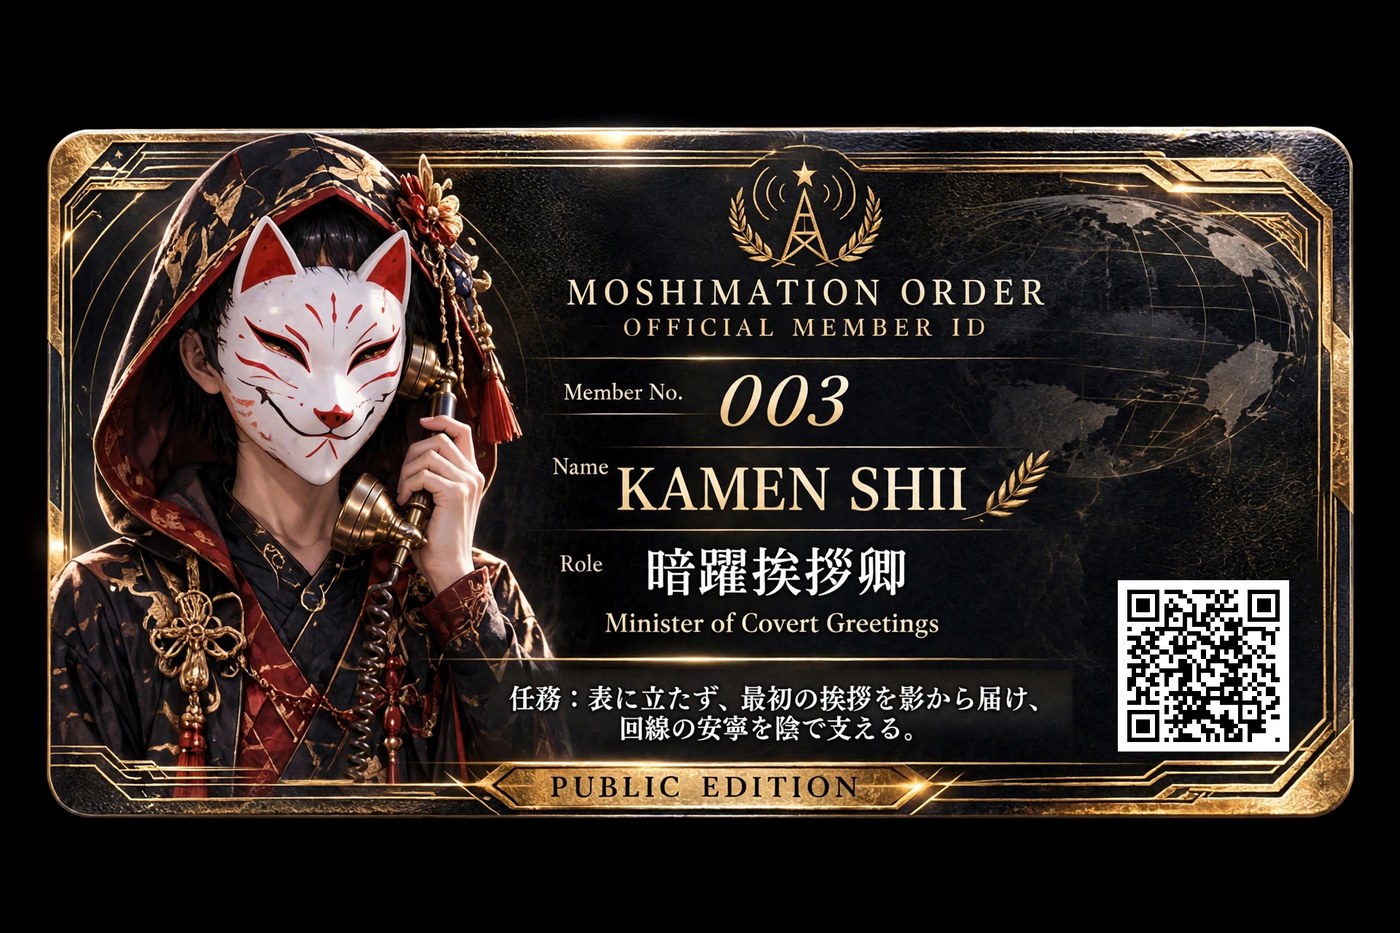 MOSHIMATION ORDER
OFFICIAL MEMBER ID
Member No. 003
Name KAMEN SHII
Role 暗躍挨拶卿
Minister of Covert Greetings
任務：表に立たず、最初の挨拶を影から届け、
回線の安寧を陰で支える。
PUBLIC EDITION